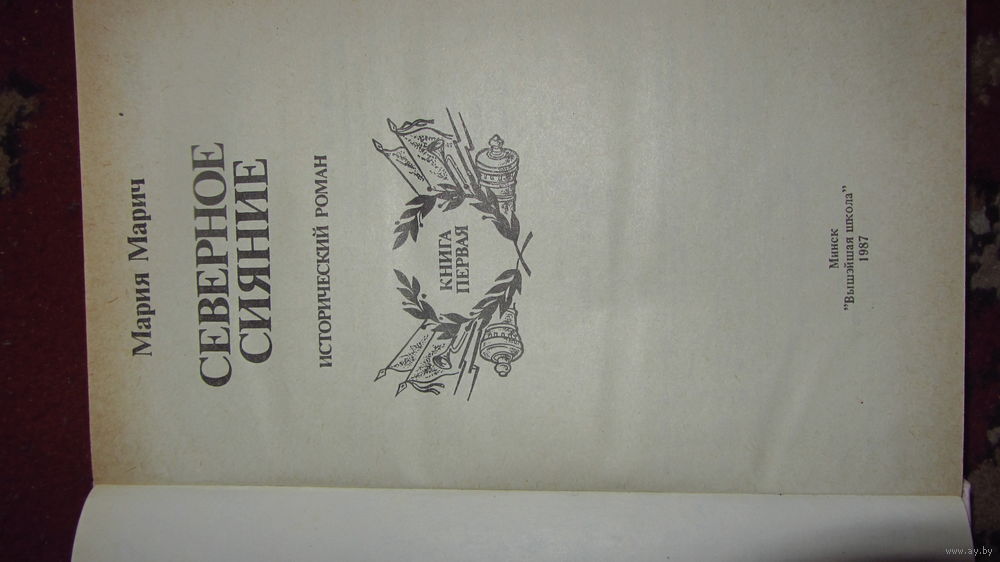 Мария Марич
СЕВЕРНОЕ
СИЯНИЕ
ИСТОРИЧЕСКИЙ РОМАН
КНИГА
ПЕРВАЯ
Минск
"Вышэйшая школа"
1987
www.ay.by